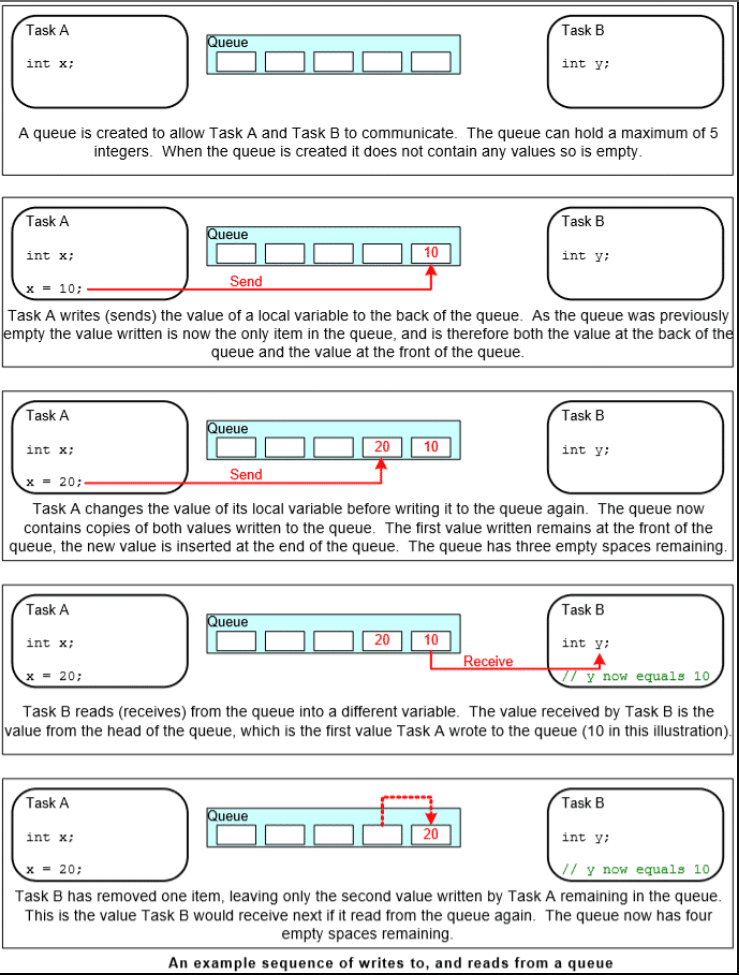 Task A
int x;
Queue
Task B
int y;
A queue is created to allow Task A and Task B to communicate.  The queue can hold a maximum of 5
integers.  When the queue is created it does not contain any values so is empty.
Task A
int x;
x = 10;
Queue
10
Send
Task B
int y;
Task A writes (sends) the value of a local variable to the back of the queue.  As the queue was previously
empty the value written is now the only item in the queue, and is therefore both the value at the back of the
queue and the value at the front of the queue.
Task A
int x;
x = 20;
Queue
20 10
Send
Task B
int y;
Task A changes the value of its local variable before writing it to the queue again.  The queue now
contains copies of both values written to the queue.  The first value written remains at the front of the
queue, the new value is inserted at the end of the queue.  The queue has three empty spaces remaining.
Task A
int x;
x = 20;
Queue
20 10
Receive
Task B
int y;
// y now equals 10
Task B reads (receives) from the queue into a different variable.  The value received by Task B is the
value from the head of the queue, which is the first value Task A wrote to the queue (10 in this illustration).
Task A
int x;
x = 20;
Queue
20
Task B
int y;
// y now equals 10
Task B has removed one item, leaving only the second value written by Task A remaining in the queue.
This is the value Task B would receive next if it read from the queue again.  The queue now has four
empty spaces remaining.
An example sequence of writes to, and reads from a queue